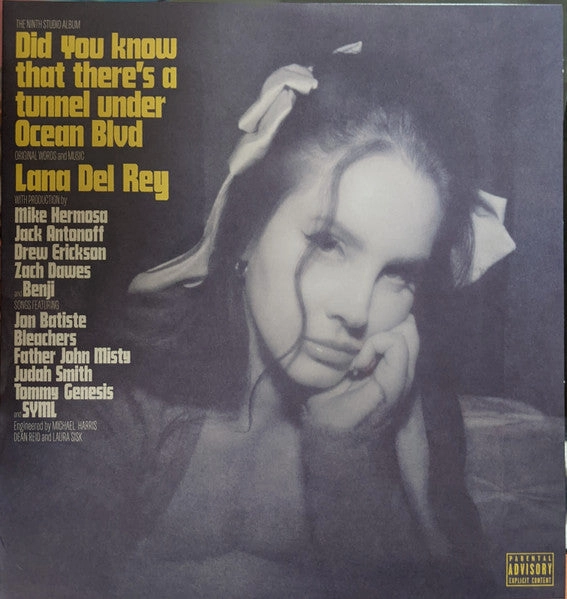 THE NINTH STUDIO ALBUM
Did You know
that there's a
tunnel under
Ocean Blvd
ORIGINAL WORDS and MUSIC
Lana Del Rey
WITH PRODUCTION by
Mike Hermosa
Jack Antonoff
Drew Erickson
Zach Dawes
and Benji
SONGS FEATURING
Jon Batiste
Bleachers
Father John Misty
Judah Smith
Tommy Genesis
and SYML
Engineered by MICHAEL HARRIS
DEAN REID and LAURA SISK
PARENTAL
ADVISORY
EXPLICIT CONTENT